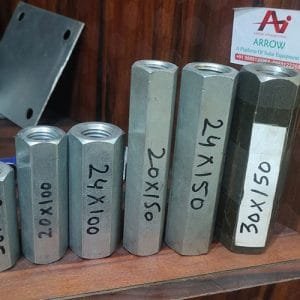 ARROW
A Platform Of Solar Equipment
20X100
24X100
20X150
24X150
30X150